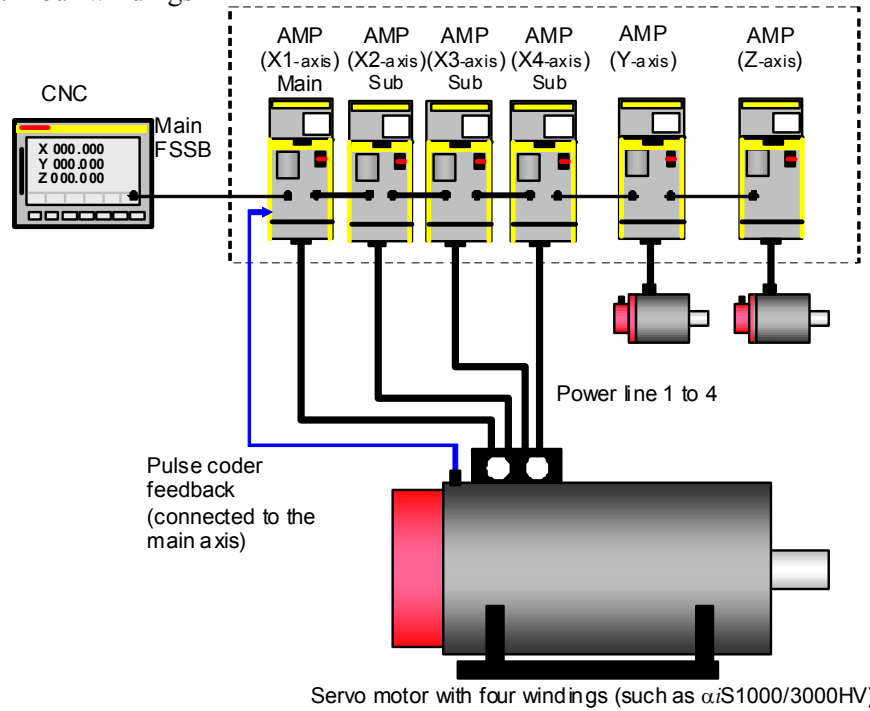 AMP AMP AMP AMP AMP AMP
(X1-axis) (X2-axis) (X3-axis) (X4-axis) (Y-axis) (Z-axis)
Main Sub Sub Sub
CNC
Main
FSSB
X 000.000
Y 000.000
Z 000.000
Power line 1 to 4
Pulse coder
feedback
(connected to the
main axis)
Servo motor with four windings (such as αiS1000/3000HV)